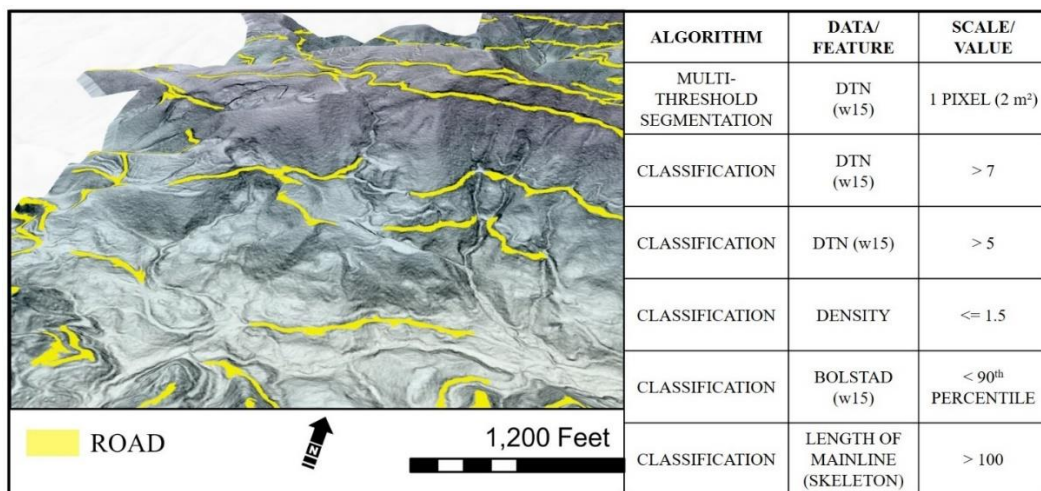 ALGORITHM
DATA/
FEATURE
SCALE/
VALUE
MULTI-
THRESHOLD
SEGMENTATION
DTN
(w15)
1 PIXEL (2 m²)
CLASSIFICATION
DTN
(w15)
> 7
CLASSIFICATION
DTN (w15)
> 5
CLASSIFICATION
DENSITY
<= 1.5
CLASSIFICATION
BOLSTAD
(w15)
< 90th
PERCENTILE
CLASSIFICATION
LENGTH OF
MAINLINE
(SKELETON)
> 100
ROAD
N
1,200 Feet